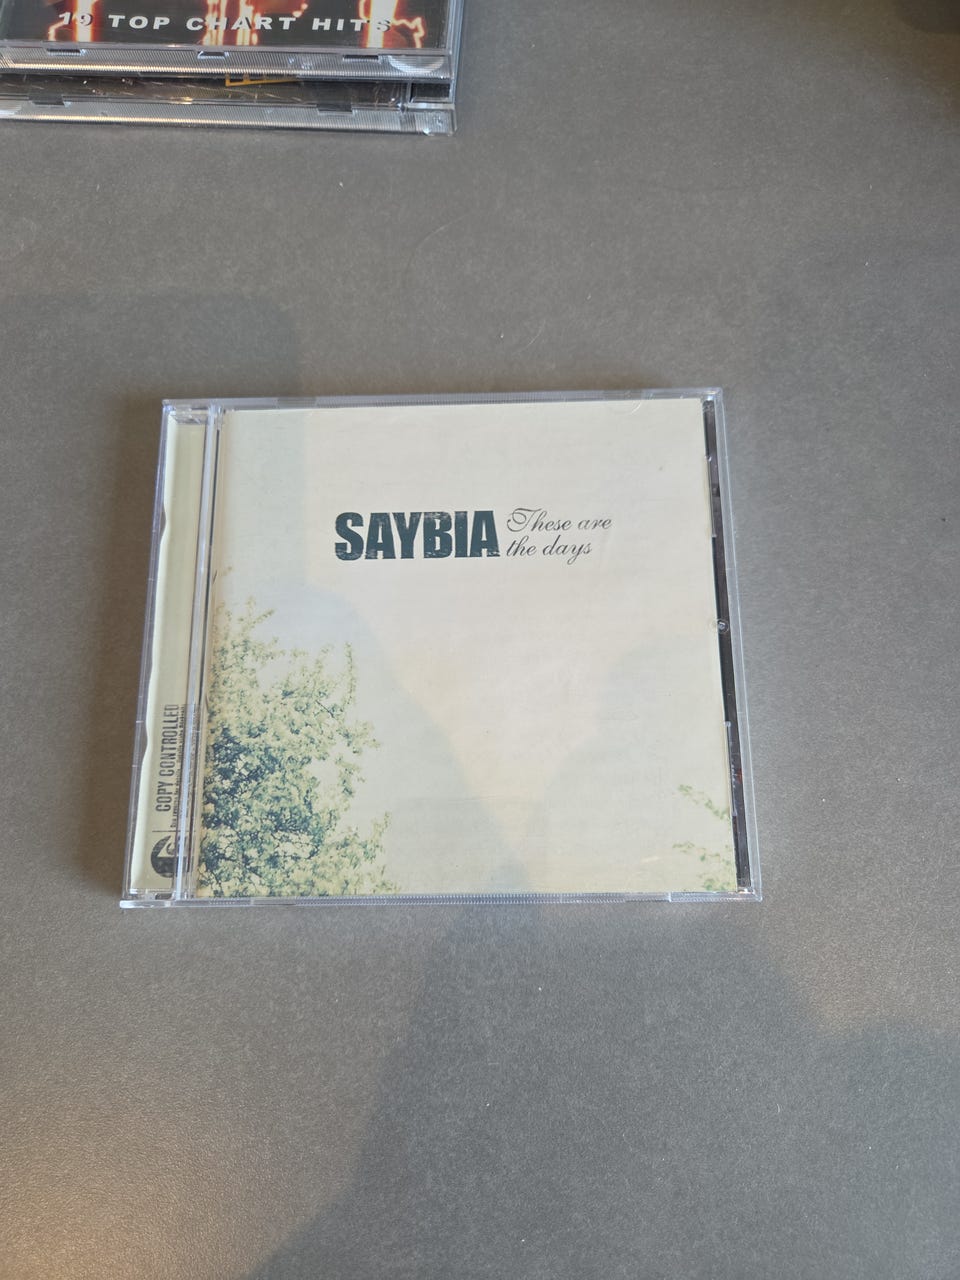 19 TOP CHART HITS
SAYBIA These are
the days
COPY CONTROLLED